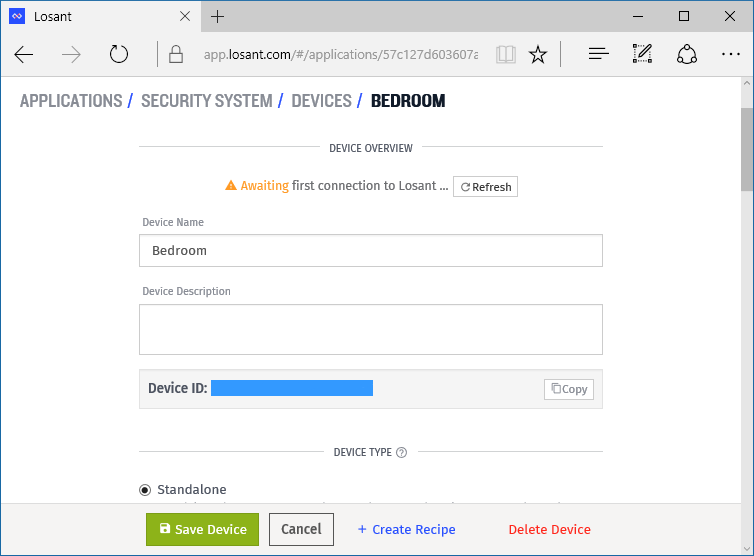 Losant
app.losant.com/#/applications/57c127d603607a
APPLICATIONS / SECURITY SYSTEM / DEVICES / BEDROOM
DEVICE OVERVIEW
Awaiting first connection to Losant ... Refresh
Device Name
Bedroom
Device Description
Device ID: Copy
DEVICE TYPE ?
Standalone
Save Device Cancel + Create Recipe Delete Device